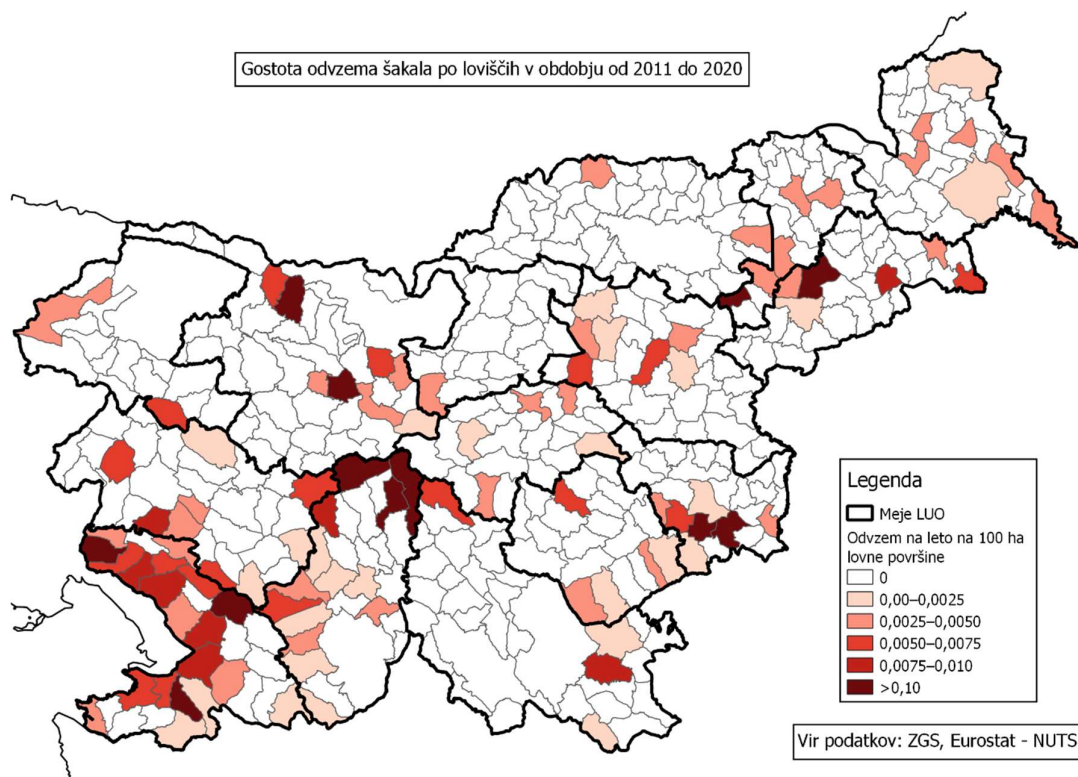 Gostota odvzema šakala po loviščih v obdobju od 2011 do 2020
Legenda
Meje LUO
Odvzem na leto na 100 ha
lovne površine
0
0,00–0,0025
0,0025–0,0050
0,0050–0,0075
0,0075–0,010
>0,10
Vir podatkov: ZGS, Eurostat - NUTS